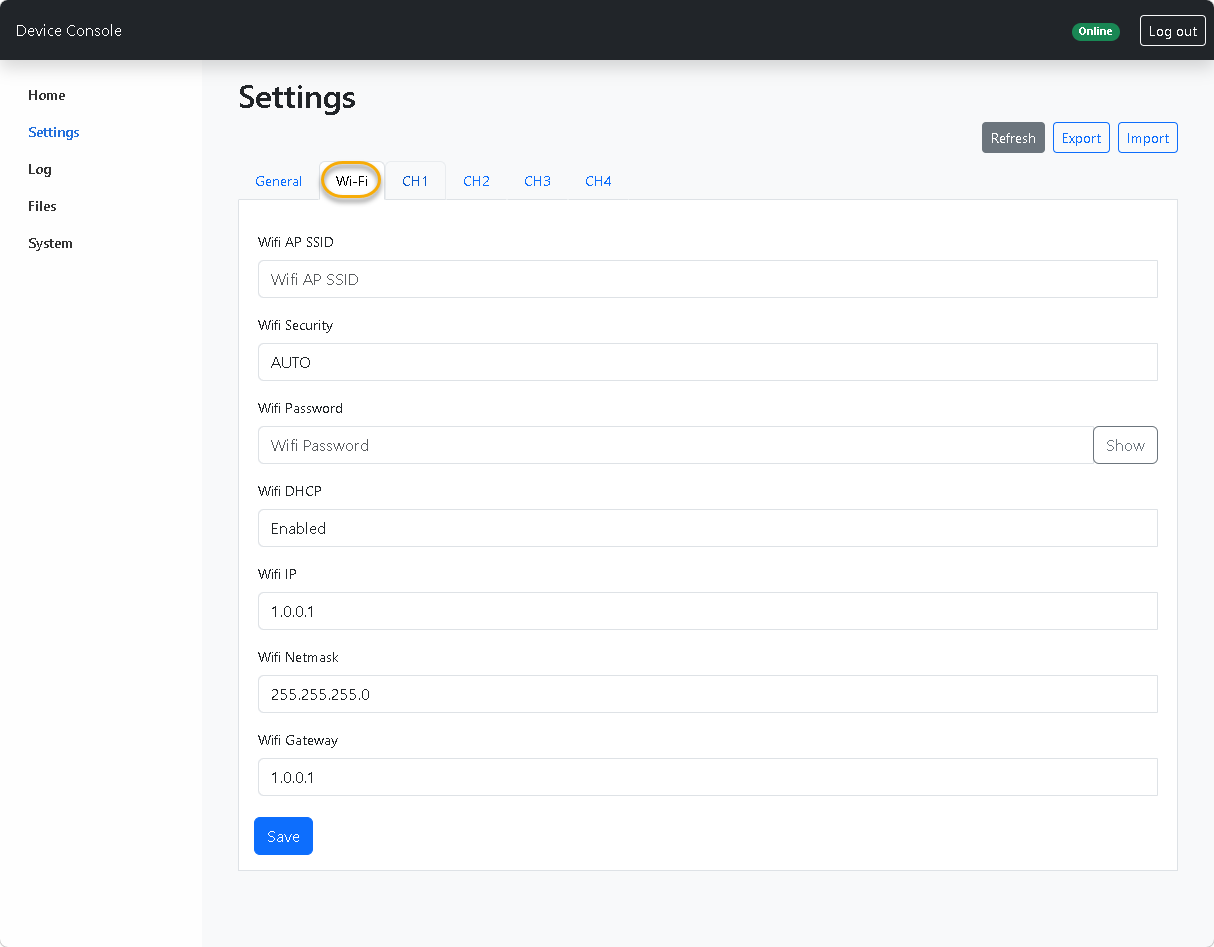 Device Console
Online
Log out
Home
Settings
Log
Files
System
Settings
Refresh
Export
Import
General
Wi-Fi
CH1
CH2
CH3
CH4
Wifi AP SSID
Wifi AP SSID
Wifi Security
AUTO
Wifi Password
Wifi Password
Show
Wifi DHCP
Enabled
Wifi IP
1.0.0.1
Wifi Netmask
255.255.255.0
Wifi Gateway
1.0.0.1
Save